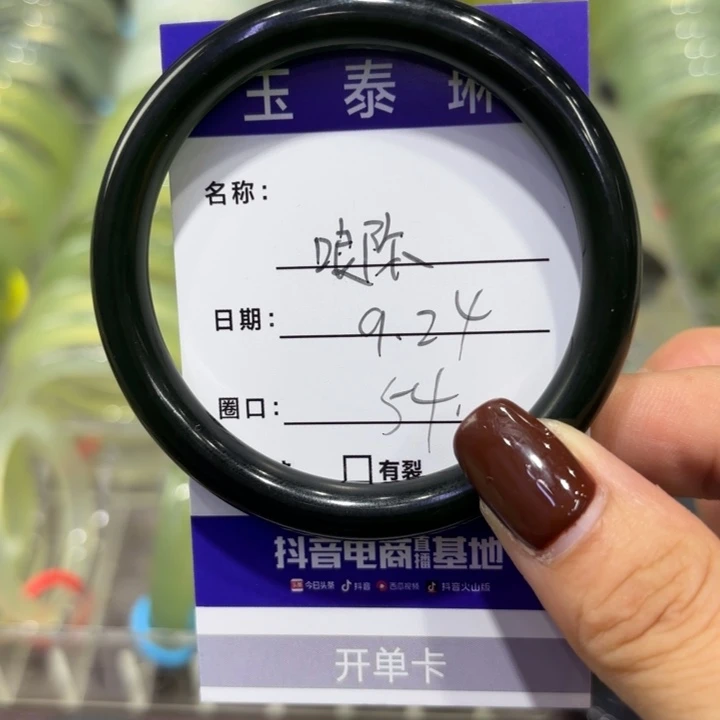 玉泰琳
名称:
日期: 9.24
圈口: 54.
有裂
抖音电商直播基地
今日头条 抖音 西瓜视频 抖音火山版
开单卡